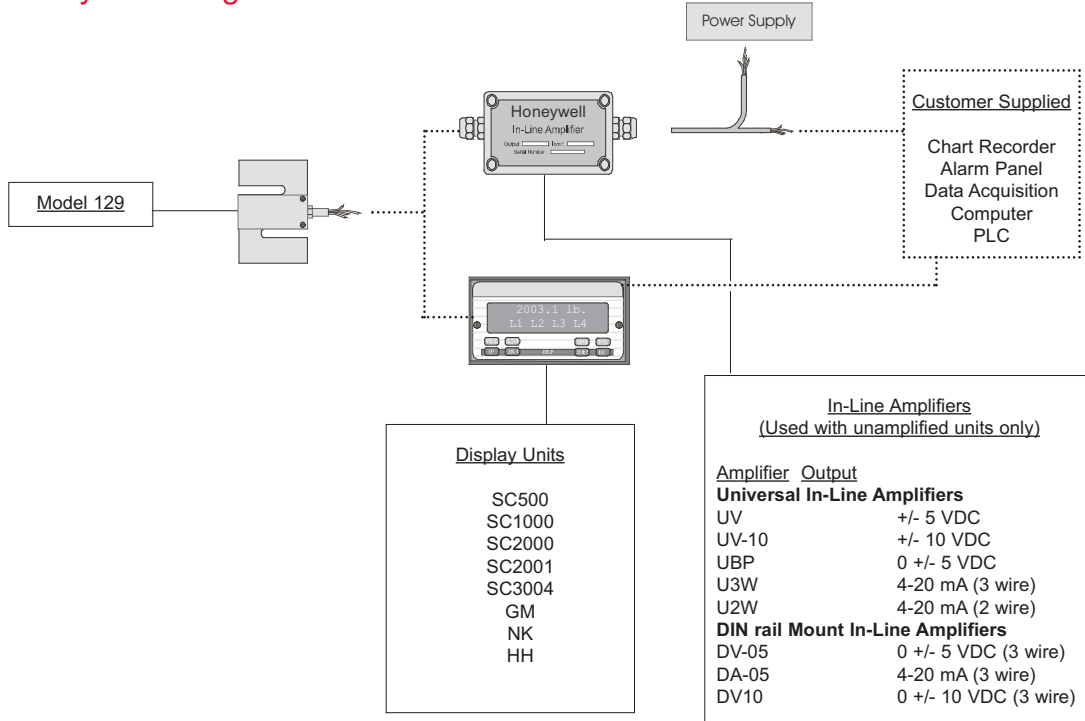 Power Supply
Honeywell
In-Line Amplifier
Output Input
Serial Number
Customer Supplied
Chart Recorder
Alarm Panel
Data Acquisition
Computer
PLC
Model 129
2003.1 lb.
L1 L2 L3 L4
Display Units
SC500
SC1000
SC2000
SC2001
SC3004
GM
NK
HH
In-Line Amplifiers
(Used with unamplified units only)
Amplifier Output
Universal In-Line Amplifiers
UV +/- 5 VDC
UV-10 +/- 10 VDC
UBP 0 +/- 5 VDC
U3W 4-20 mA (3 wire)
U2W 4-20 mA (2 wire)
DIN rail Mount In-Line Amplifiers
DV-05 0 +/- 5 VDC (3 wire)
DA-05 4-20 mA (3 wire)
DV10 0 +/- 10 VDC (3 wire)